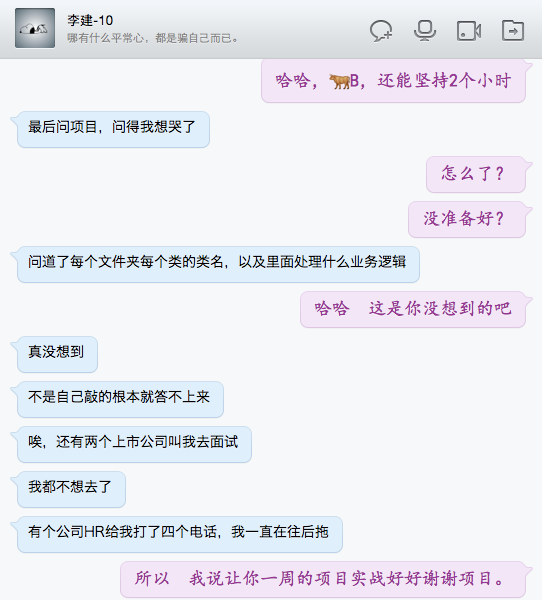 李建-10
哪有什么平常心，都是骗自己而已。
哈哈，🐂B，还能坚持2个小时
最后问项目，问得我想哭了
怎么了？
没准备好？
问道了每个文件夹每个类的类名，以及里面处理什么业务逻辑
哈哈 这是你没想到的吧
真没想到
不是自己敲的根本就答不上来
唉，还有两个上市公司叫我去面试
我都不想去了
有个公司HR给我打了四个电话，我一直在往后拖
所以 我说让你一周的项目实战好好谢谢项目。